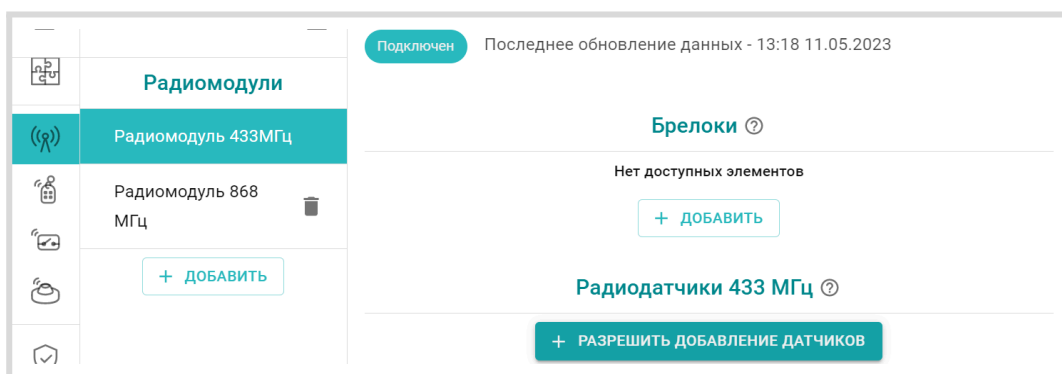 Подключен
Последнее обновление данных - 13:18 11.05.2023
Радиомодули
Радиомодуль 433МГц
Радиомодуль 868
МГц
+ ДОБАВИТЬ
Брелоки
Нет доступных элементов
+ ДОБАВИТЬ
Радиодатчики 433 МГц
+ РАЗРЕШИТЬ ДОБАВЛЕНИЕ ДАТЧИКОВ